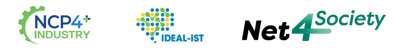 NCP4+
INDUSTRY
IDEAL-IST
Net4Society